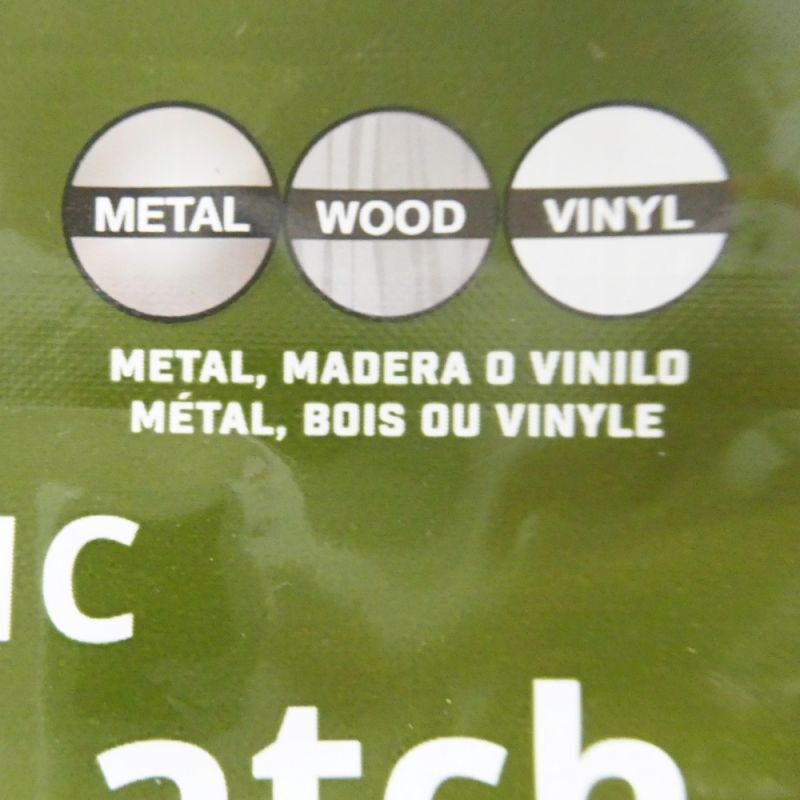 METAL WOOD VINYL
METAL, MADERA O VINILO
MÉTAL, BOIS OU VINYLE